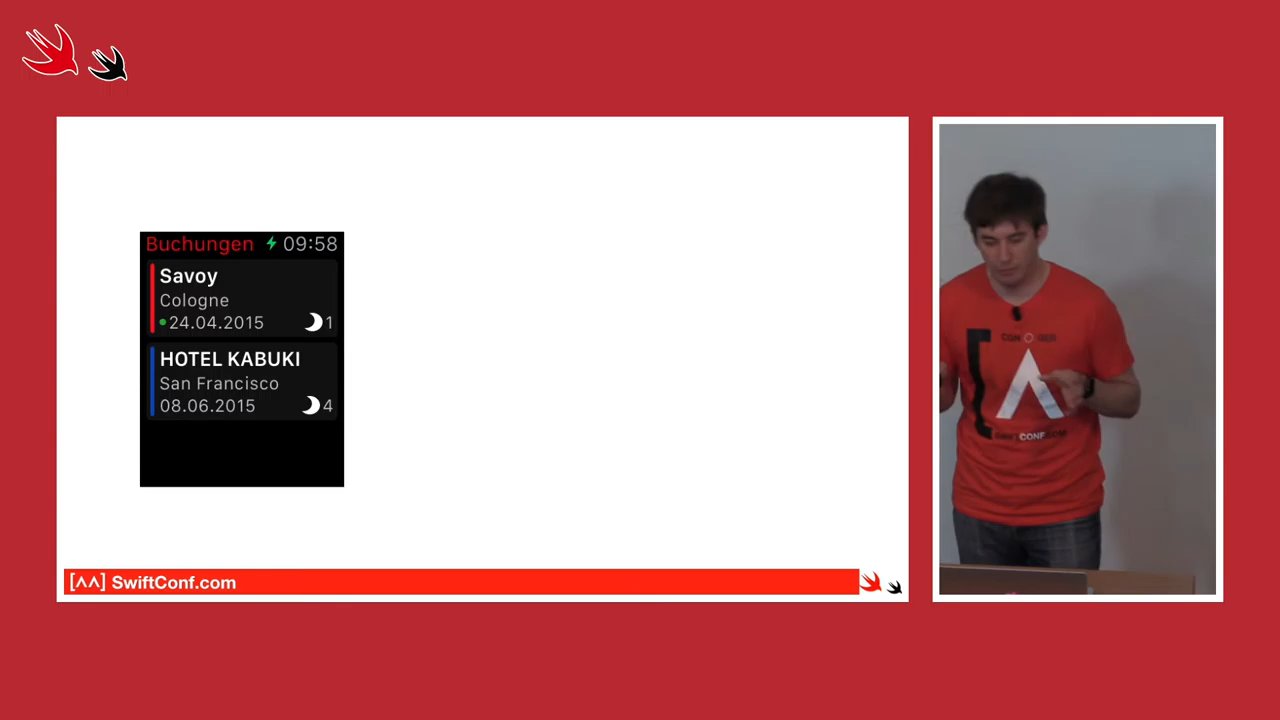 Buchungen 09:58
Savoy
Cologne
24.04.2015 1
HOTEL KABUKI
San Francisco
08.06.2015 4
[^^] SwiftConf.com
CONF